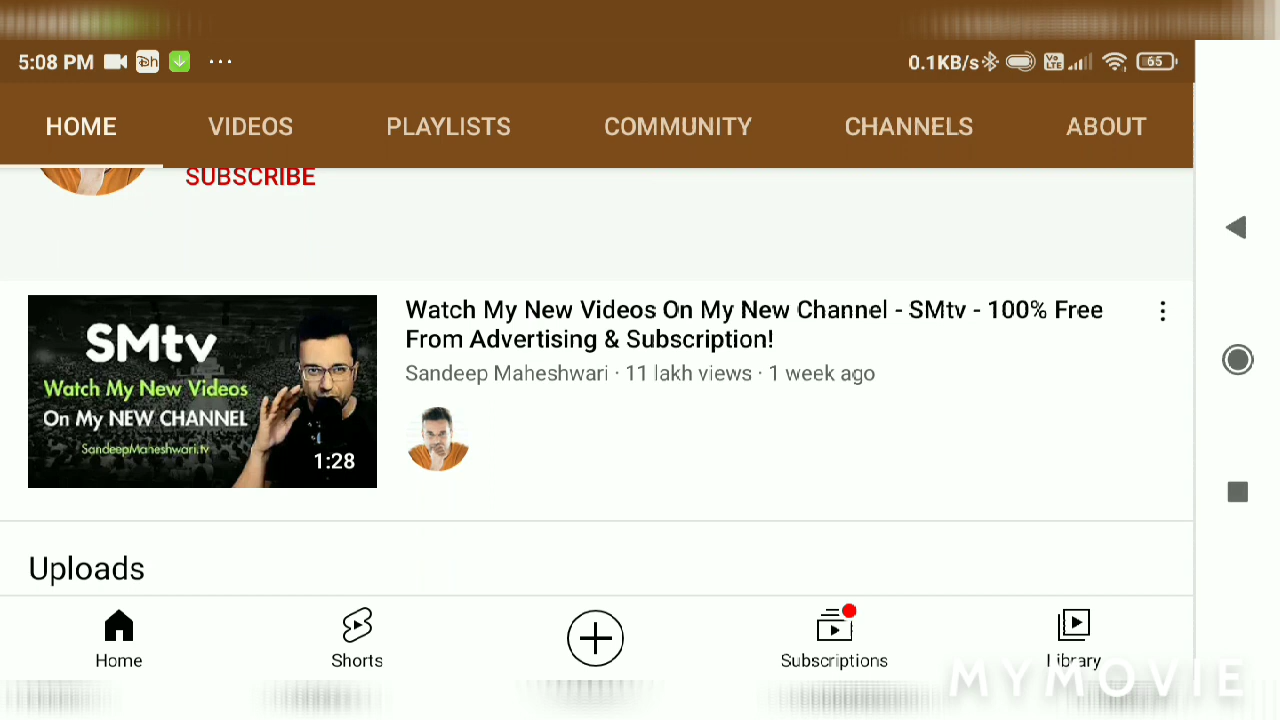 5:08 PM ... 0.1KB/s Vo LTE 65
HOME VIDEOS PLAYLISTS COMMUNITY CHANNELS ABOUT
SUBSCRIBE
SMtv
Watch My New Videos
On My NEW CHANNEL
SandeepMaheshwari.tv
1:28
Watch My New Videos On My New Channel - SMtv - 100% Free
From Advertising & Subscription!
Sandeep Maheshwari · 11 lakh views · 1 week ago
Uploads
Home Shorts Subscriptions Library
MYMOVIE